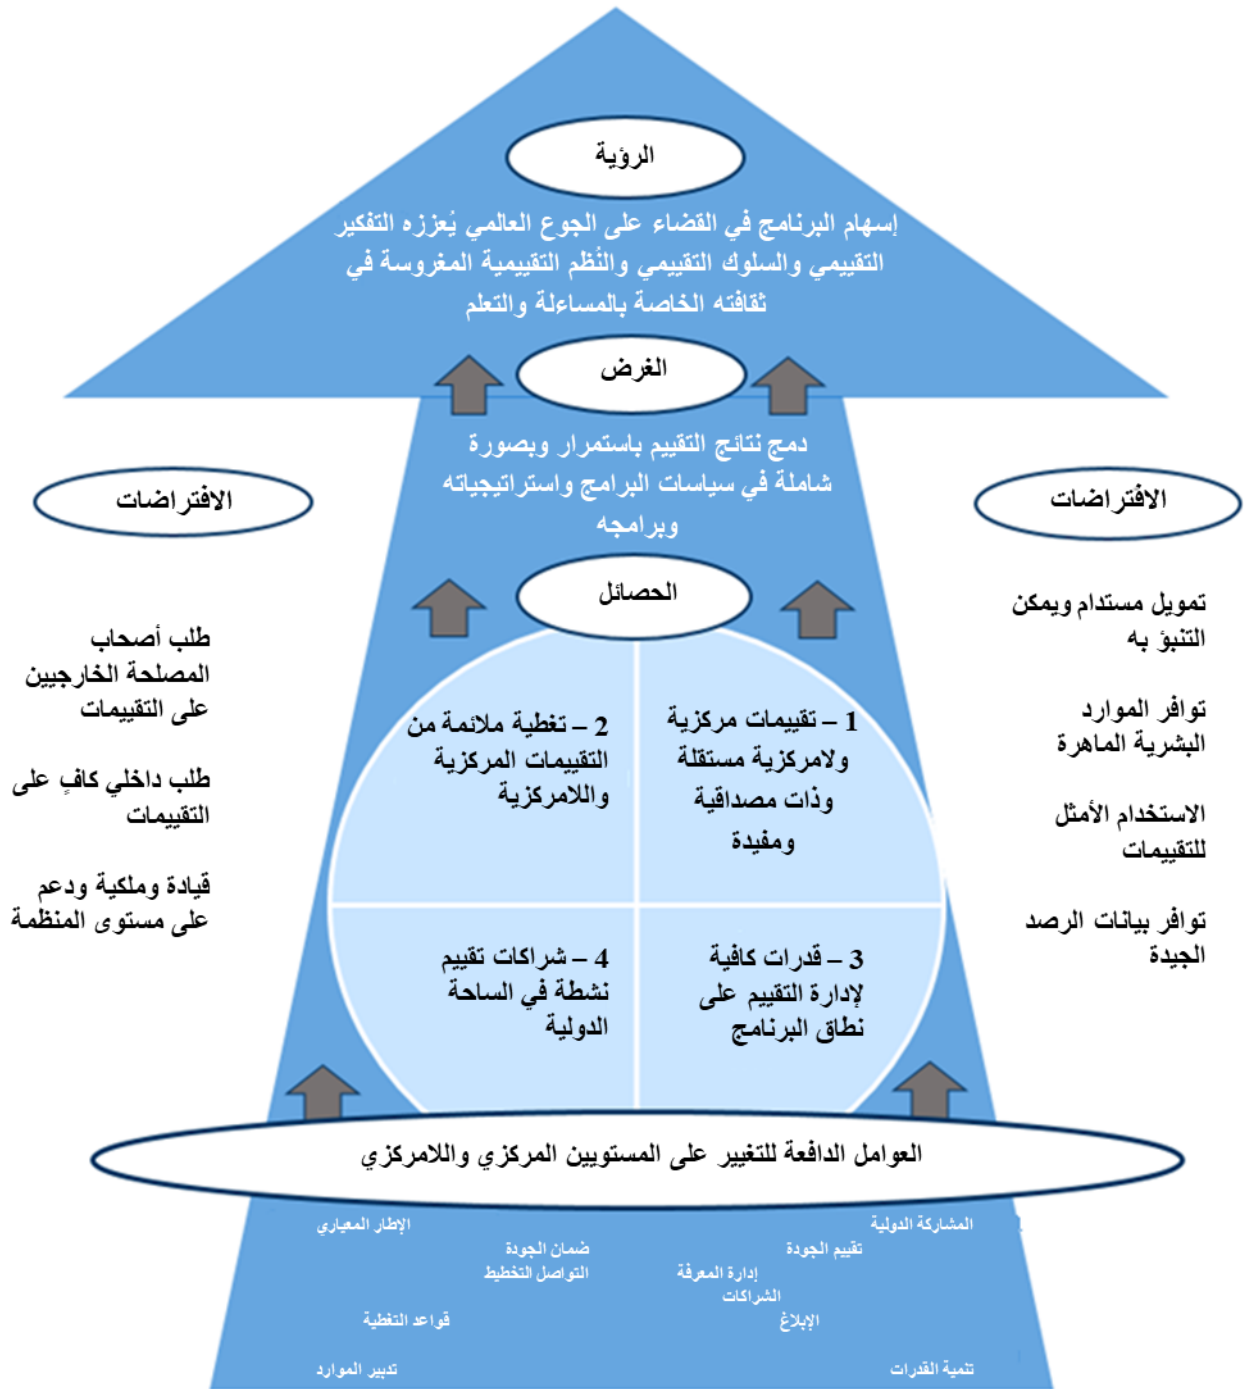 الرؤية
إسهام البرنامج في القضاء على الجوع العالمي يُعززه التفكير
التقييمي والسلوك التقييمي والنُظم التقييمية المغروسة في
ثقافته الخاصة بالمساءلة والتعلم
الغرض
دمج نتائج التقييم باستمرار وبصورة
شاملة في سياسات البرامج واستراتيجياته
وبرامجه
الافتراضات
تمويل مستدام ويمكن
التنبؤ به
توافر الموارد
البشرية الماهرة
الاستخدام الأمثل
للتقييمات
توافر بيانات الرصد
الجيدة
الحصائل
1 – تقييمات مركزية
ولامركزية مستقلة
وذات مصداقية
ومفيدة
2 – تغطية ملائمة من
التقييمات المركزية
واللامركزية
3 – قدرات كافية
لإدارة التقييم على
نطاق البرنامج
4 – شراكات تقييم
نشطة في الساحة
الدولية
الافتراضات
طلب أصحاب
المصلحة الخارجيين
على التقييمات
طلب داخلي كافٍ على
التقييمات
قيادة وملكية ودعم
على مستوى المنظمة
العوامل الدافعة للتغيير على المستويين المركزي واللامركزي
المشاركة الدولية
الإطار المعياري
تقييم الجودة
ضمان الجودة
إدارة المعرفة
التواصل التخطيط
الشراكات
الإبلاغ
قواعد التغطية
تنمية القدرات
تدبير الموارد